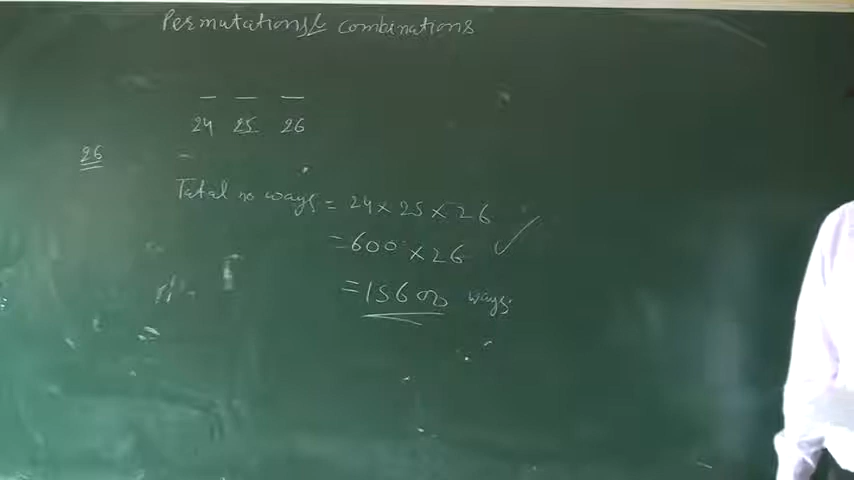 Permutations & combinations
24 25 26
26
Total no ways = 24 × 25 × 26
= 600 × 26
= 15600 ways